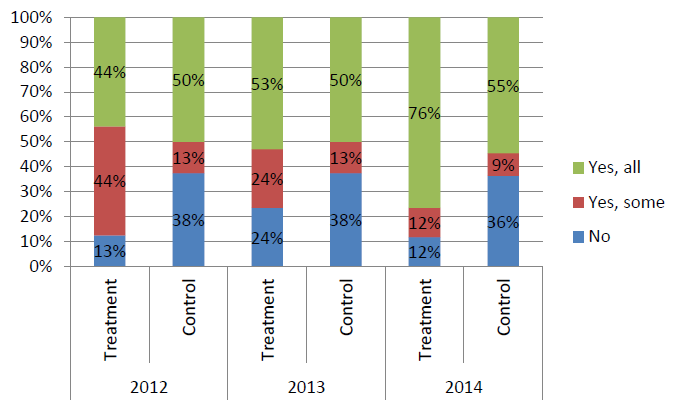 100%
90%
80%
70%
60%
50%
40%
30%
20%
10%
0%
44% 50% 53% 50% 76% 55%
44% 13% 24% 13% 12% 9%
13% 38% 24% 38% 12% 36%
Yes, all
Yes, some
No
Treatment
Control
Treatment
Control
Treatment
Control
2012 2013 2014